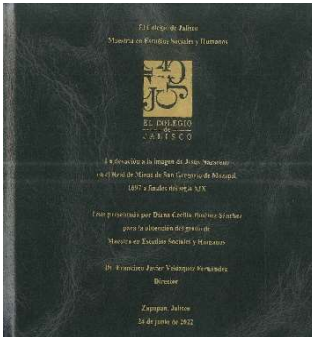 El Colegio de Jalisco
Maestría en Estudios Sociales y Humanos
EL COLEGIO
de
JALISCO
La devoción a la imagen de Jesús Nazareno
en el Real de Minas de San Gregorio de Mazapil,
1697 a finales del siglo XIX
Tesis presentada por Diana Cecilia Sánchez
para la obtención del grado de
Maestra en Estudios Sociales y Humanos
Dr. Francisco Javier Velázquez Fernández
Director
Zapopan, Jalisco
24 de junio de 2022